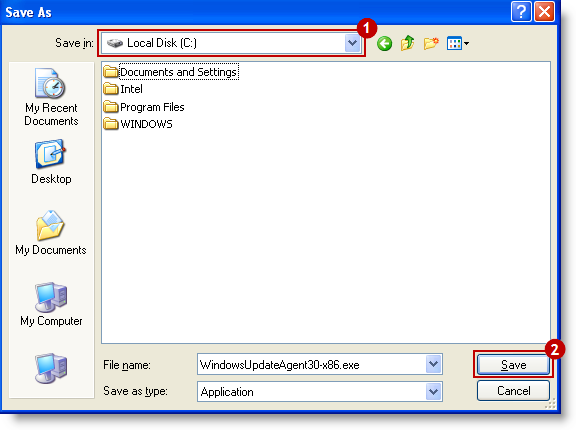 Save As
?
1
Save in:
Local Disk (C:)
My Recent
Documents
Desktop
My Documents
My Computer
Documents and Settings
Intel
Program Files
WINDOWS
2
File name:
WindowsUpdateAgent30-x86.exe
Save
Save as type:
Application
Cancel